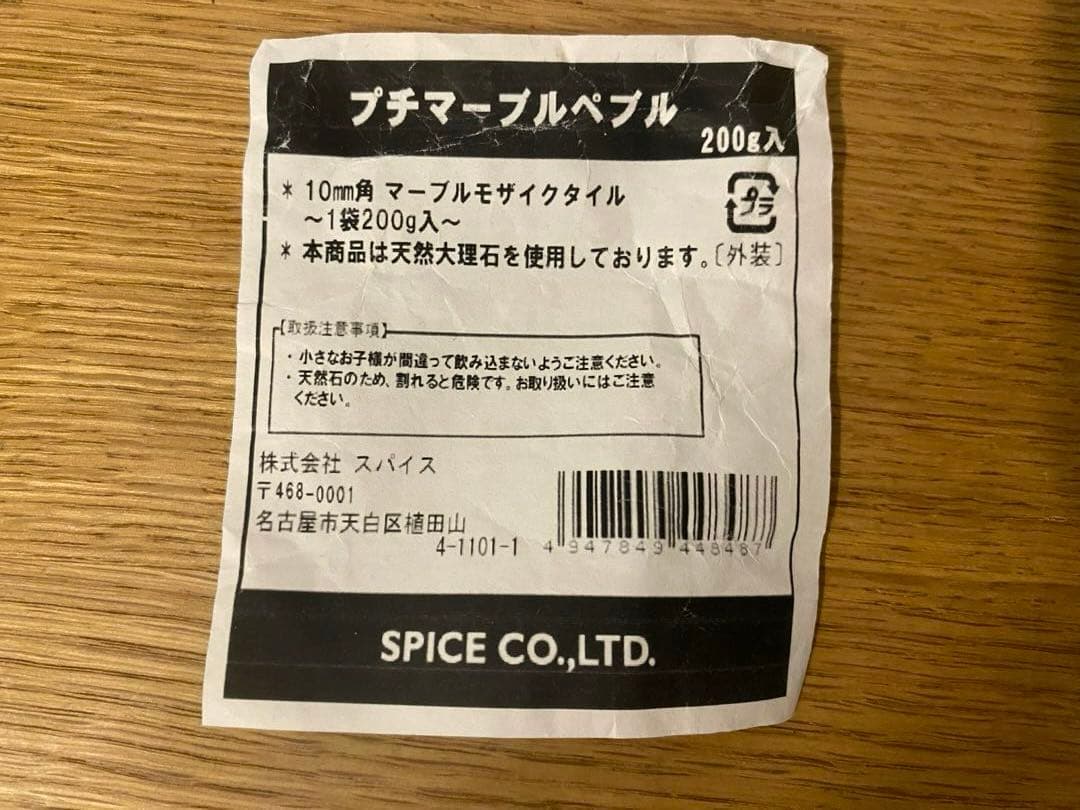 プチマーブルペブル
200g入
* 10mm角 マーブルモザイクタイル
～1袋200g入～
プラ
* 本商品は天然大理石を使用しております。［外装］
【取扱注意事項】
・小さなお子様が間違って飲み込まないようご注意ください。
・天然石のため、割れると危険です。お取り扱いにはご注意
ください。
株式会社 スパイス
〒468-0001
名古屋市天白区植田山
4-1101-1
4 947849 448467
SPICE CO.,LTD.